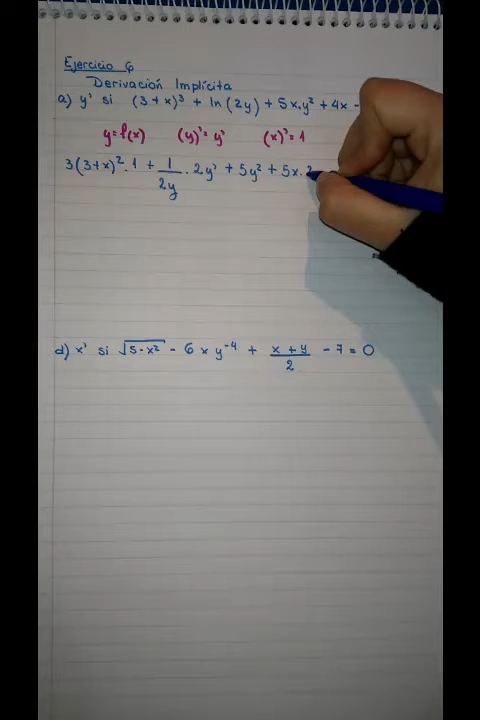 Ejercicio 6
Derivación Implícita
a) y' si (3+x)³ + ln(2y) + 5x.y² + 4x -
y=f(x) (y)'=y' (x)'=1
3(3+x)².1 + 1/2y . 2y' + 5y² + 5x.2
d) x' si √5-x² - 6xy⁻⁴ + x+y/2 - 7 = 0